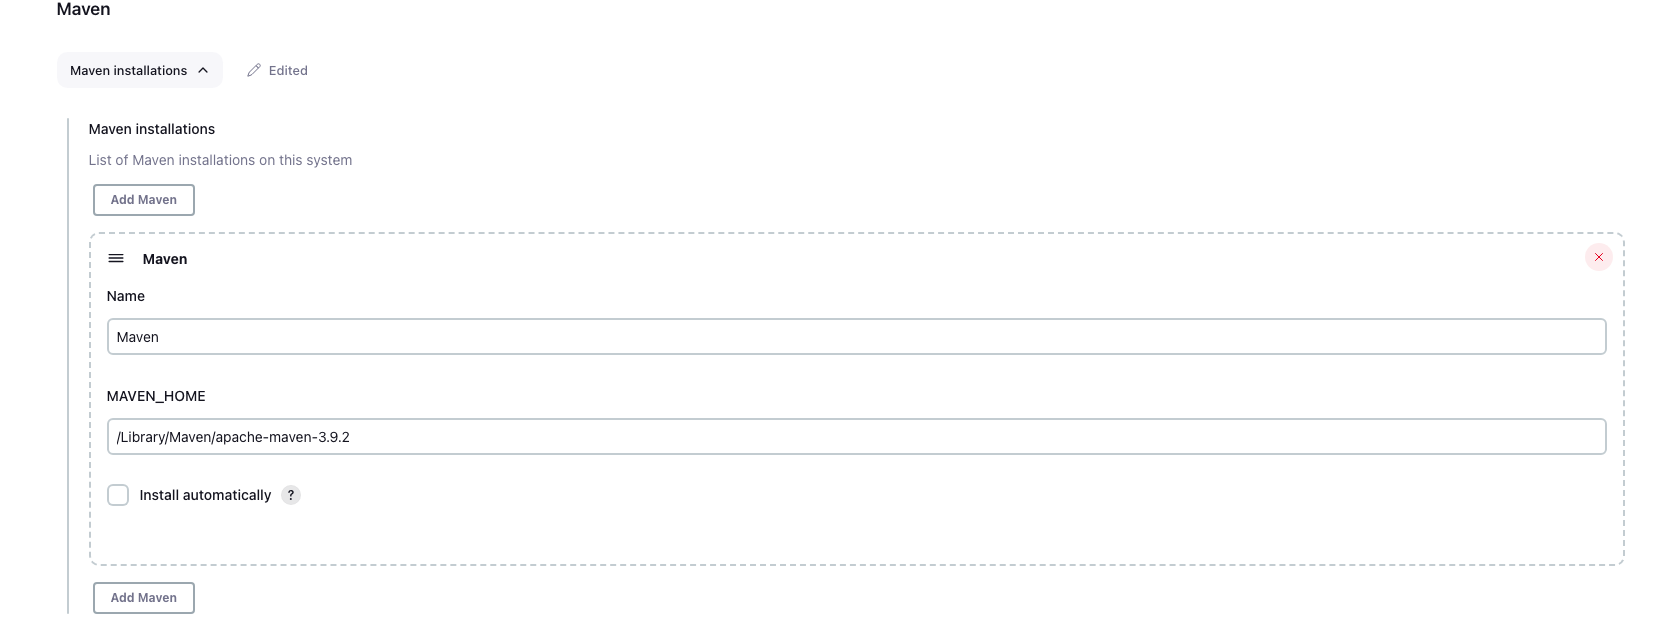 Maven
Maven installations
Edited
Maven installations
List of Maven installations on this system
Add Maven
Maven
Name
Maven
MAVEN_HOME
/Library/Maven/apache-maven-3.9.2
Install automatically ?
Add Maven